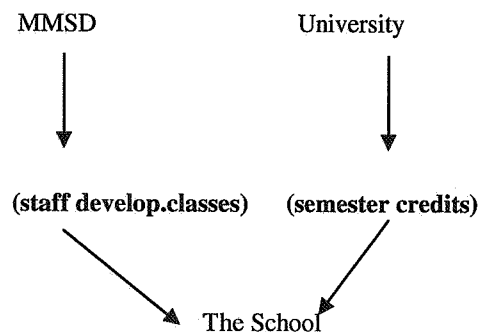 MMSD University
(staff develop.classes) (semester credits)
The School